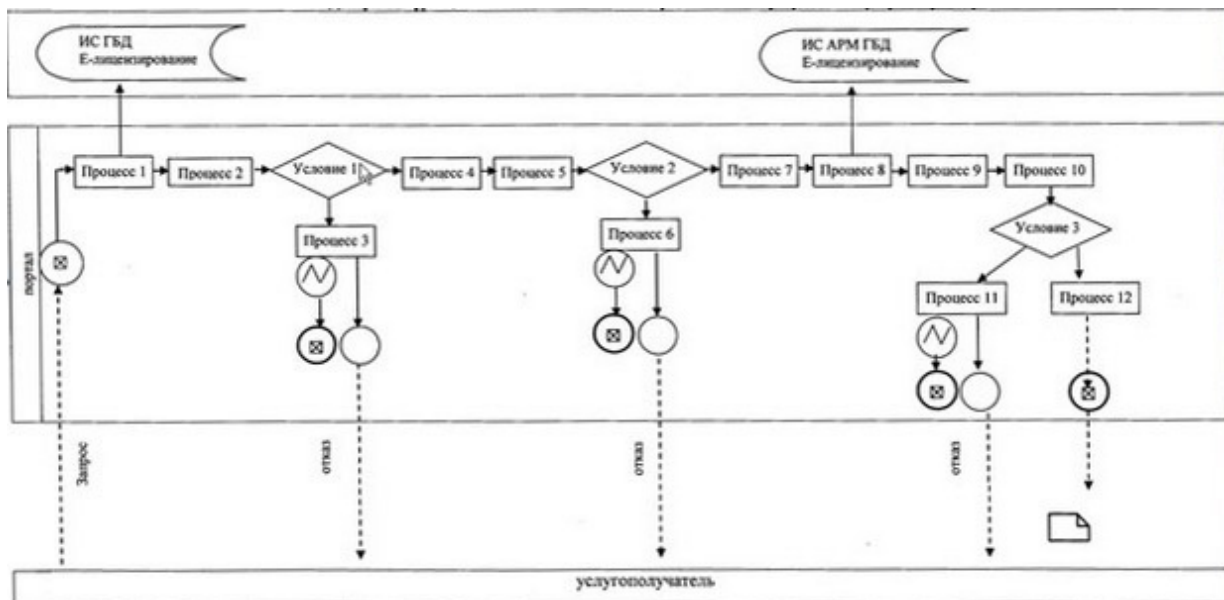 ИС ГБД
Е-лицензирование
ИС АРМ ГБД
Е-лицензирование
портал
Процесс 1
Процесс 2
Условие 1
Процесс 4
Процесс 5
Условие 2
Процесс 7
Процесс 8
Процесс 9
Процесс 10
Процесс 3
Процесс 6
Условие 3
Процесс 11
Процесс 12
Запрос
отказ
отказ
отказ
услугополучатель